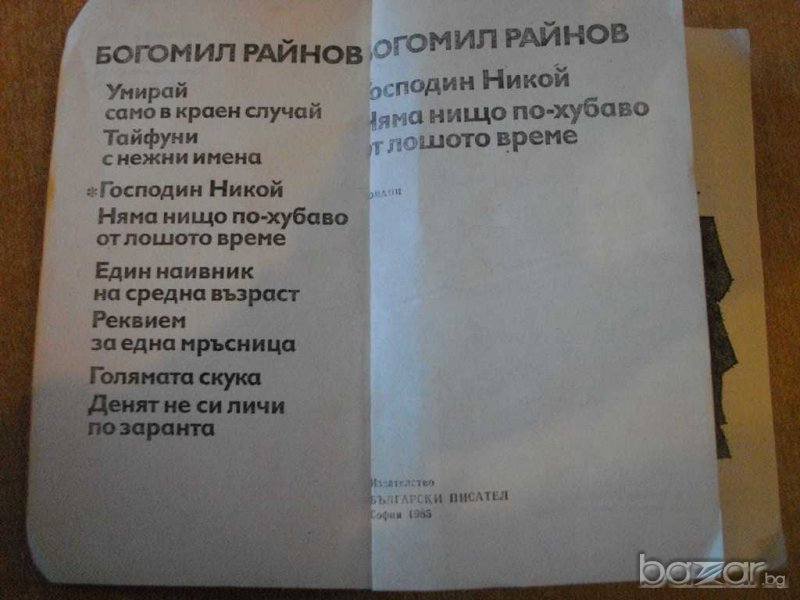 БОГОМИЛ РАЙНОВ
Умирай
само в краен случай
Тайфуни
с нежни имена
*Господин Никой
Няма нищо по-хубаво
от лошото време
Един наивник
на средна възраст
Реквием
за една мръсница
Голямата скука
Денят не си личи
по заранта
БОГОМИЛ РАЙНОВ
Господин Никой
Няма нищо по-хубаво
от лошото време
Издателство
БЪЛГАРСКИ ПИСАТЕЛ
София 1985
bazar.bg